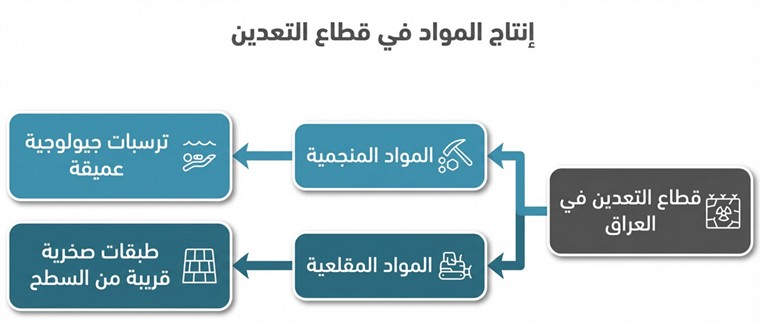 إنتاج المواد في قطاع التعدين
قطاع التعدين في
العراق
المواد المنجمية
ترسبات جيولوجية
عميقة
المواد المقلعية
طبقات صخرية
قريبة من السطح